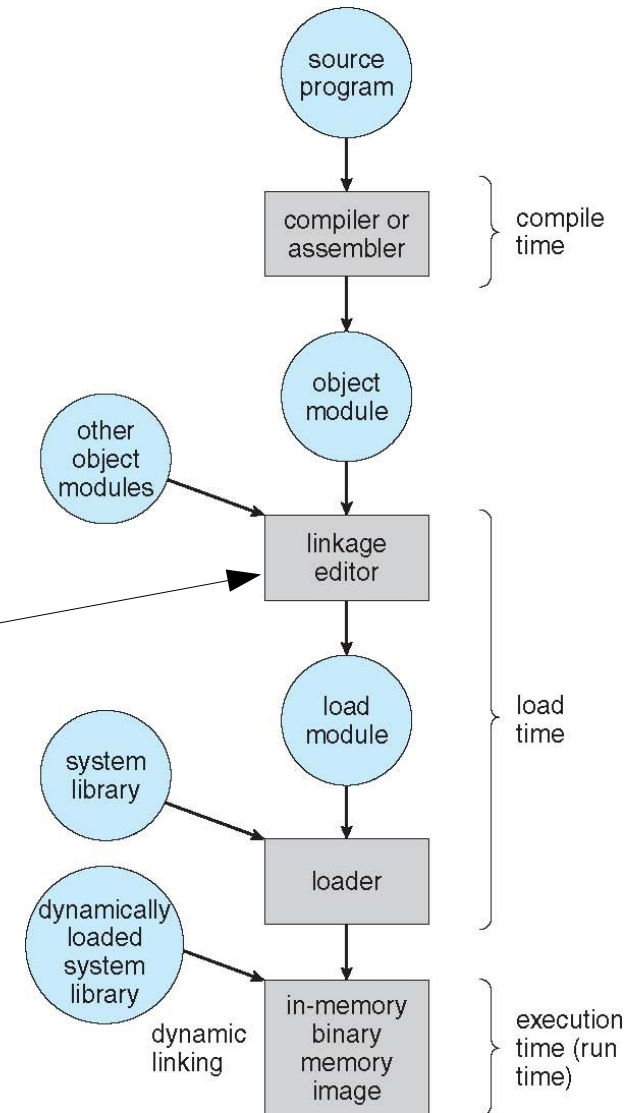 source
program
compiler or
assembler
compile
time
object
module
other
object
modules
linkage
editor
load
module
load
time
system
library
loader
dynamically
loaded
system
library
dynamic
linking
in-memory
binary
memory
image
execution
time (run
time)